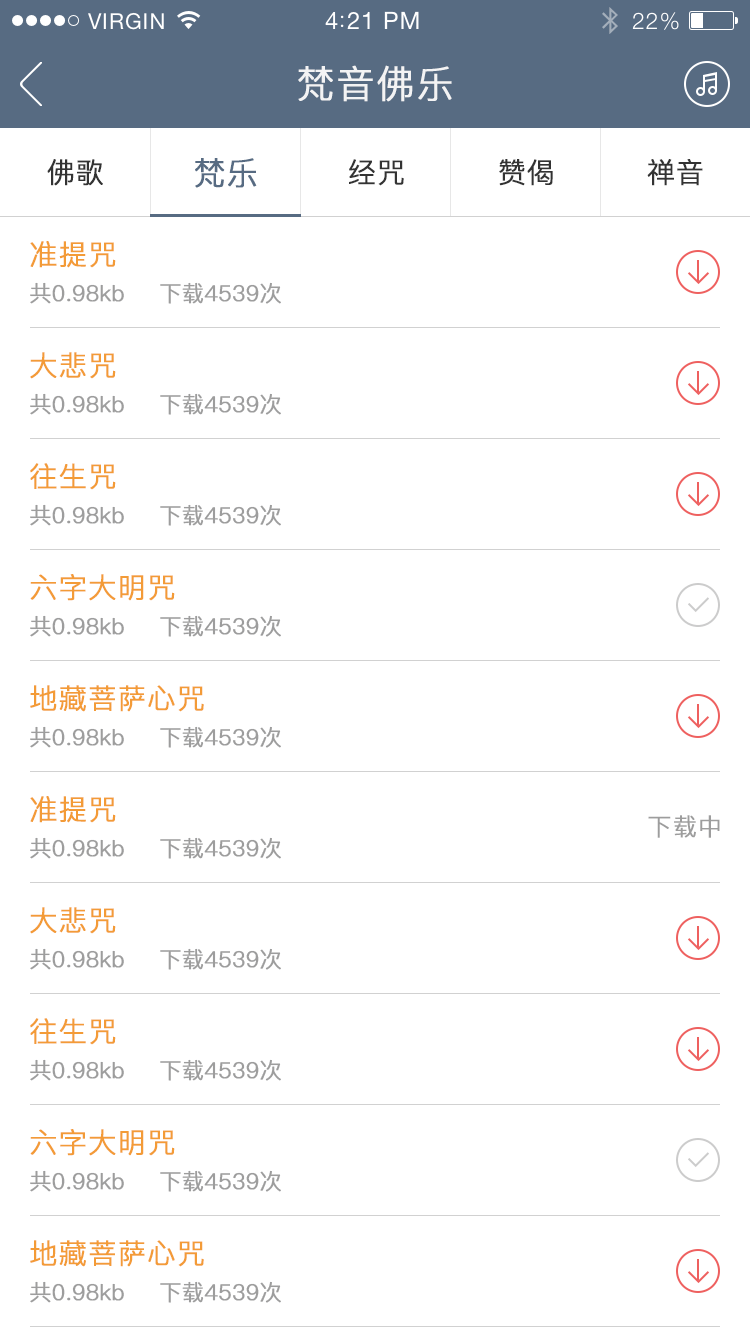 VIRGIN 4:21 PM 22%
梵音佛乐
佛歌 梵乐 经咒 赞偈 禅音
准提咒
共0.98kb 下载4539次
大悲咒
共0.98kb 下载4539次
往生咒
共0.98kb 下载4539次
六字大明咒
共0.98kb 下载4539次
地藏菩萨心咒
共0.98kb 下载4539次
准提咒
共0.98kb 下载4539次 下载中
大悲咒
共0.98kb 下载4539次
往生咒
共0.98kb 下载4539次
六字大明咒
共0.98kb 下载4539次
地藏菩萨心咒
共0.98kb 下载4539次